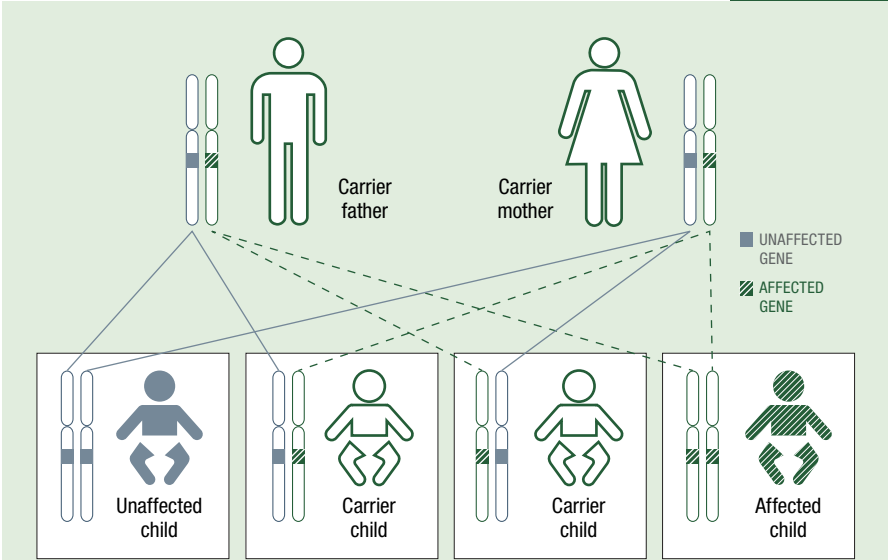 Carrier
father
Carrier
mother
UNAFFECTED
GENE
AFFECTED
GENE
Unaffected
child
Carrier
child
Carrier
child
Affected
child